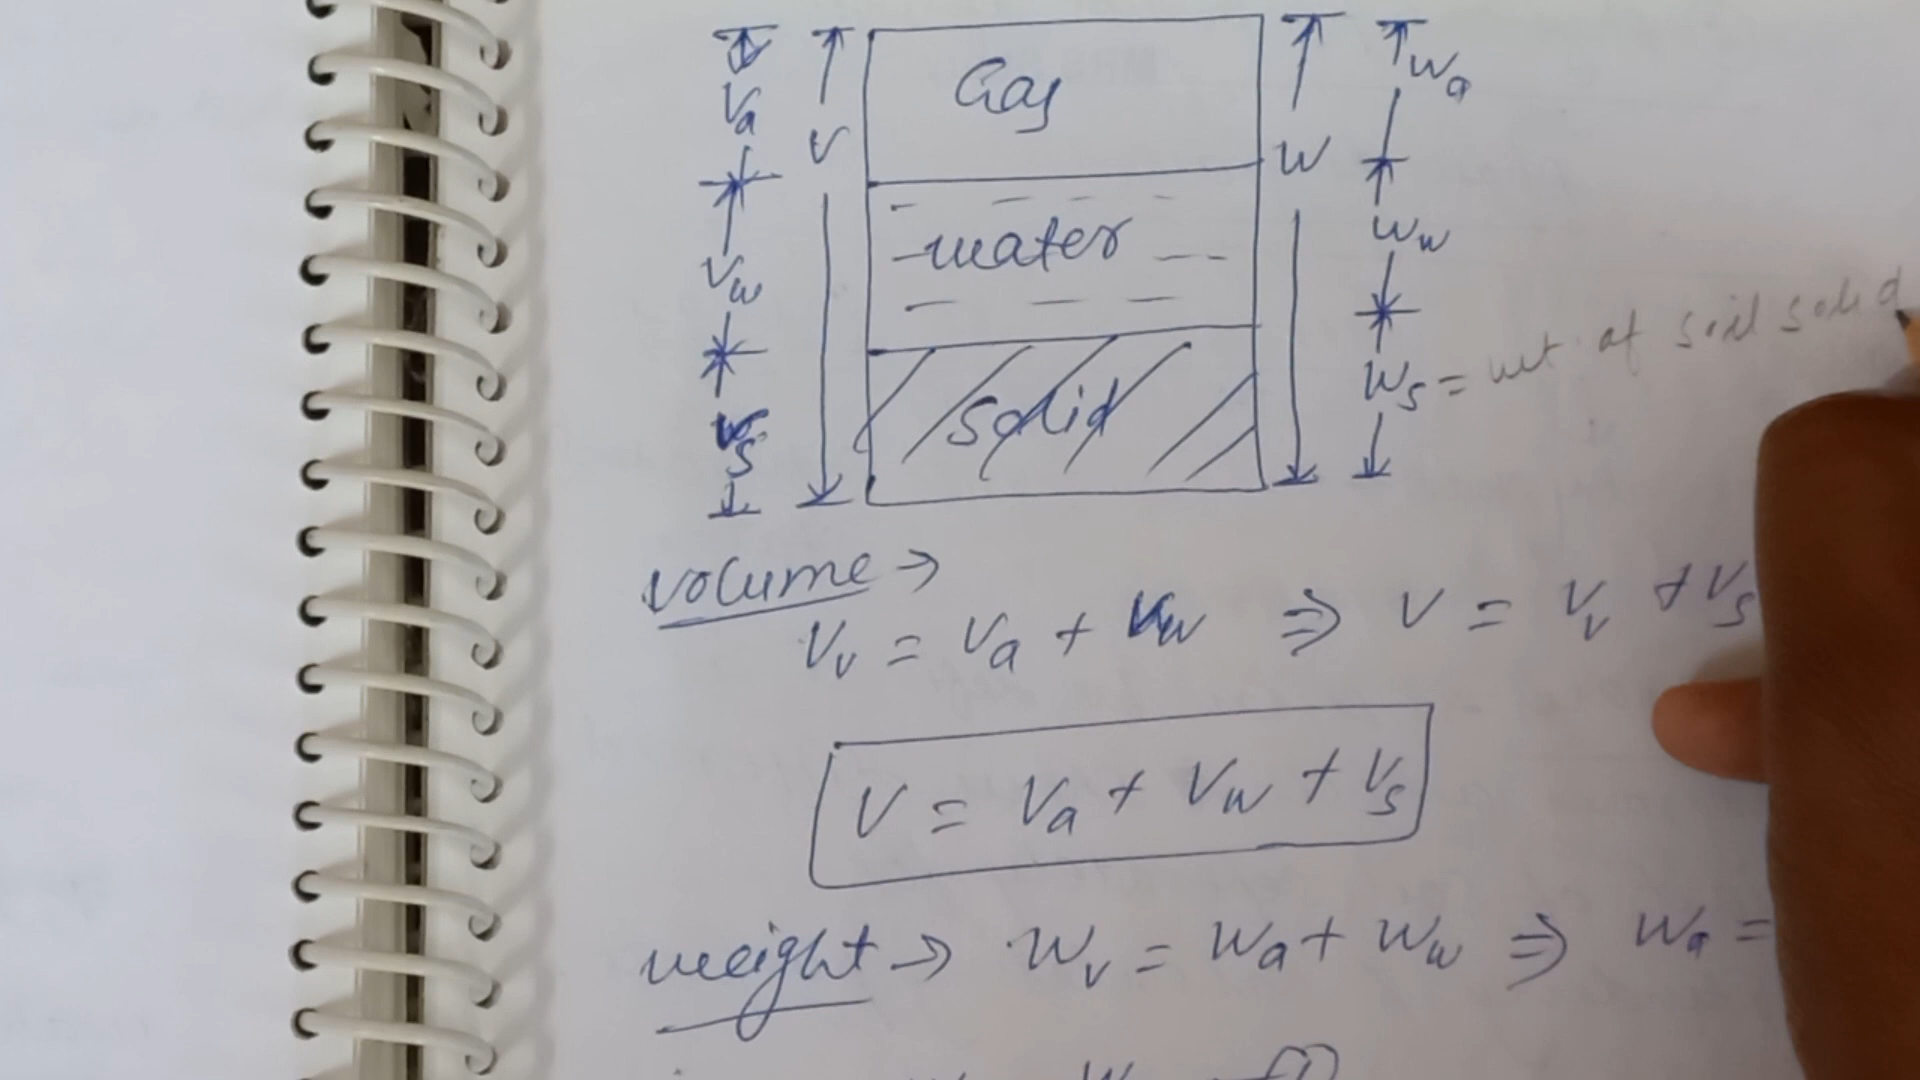 Va V Gas W Wa
Vw water Ww
Vs solid Ws = wt. of soil solid
volume →
Vv = Va + Vw ⇒ V = Vv + Vs
V = Va + Vw + Vs
weight → Wv = Wa + Ww ⇒ Wa =